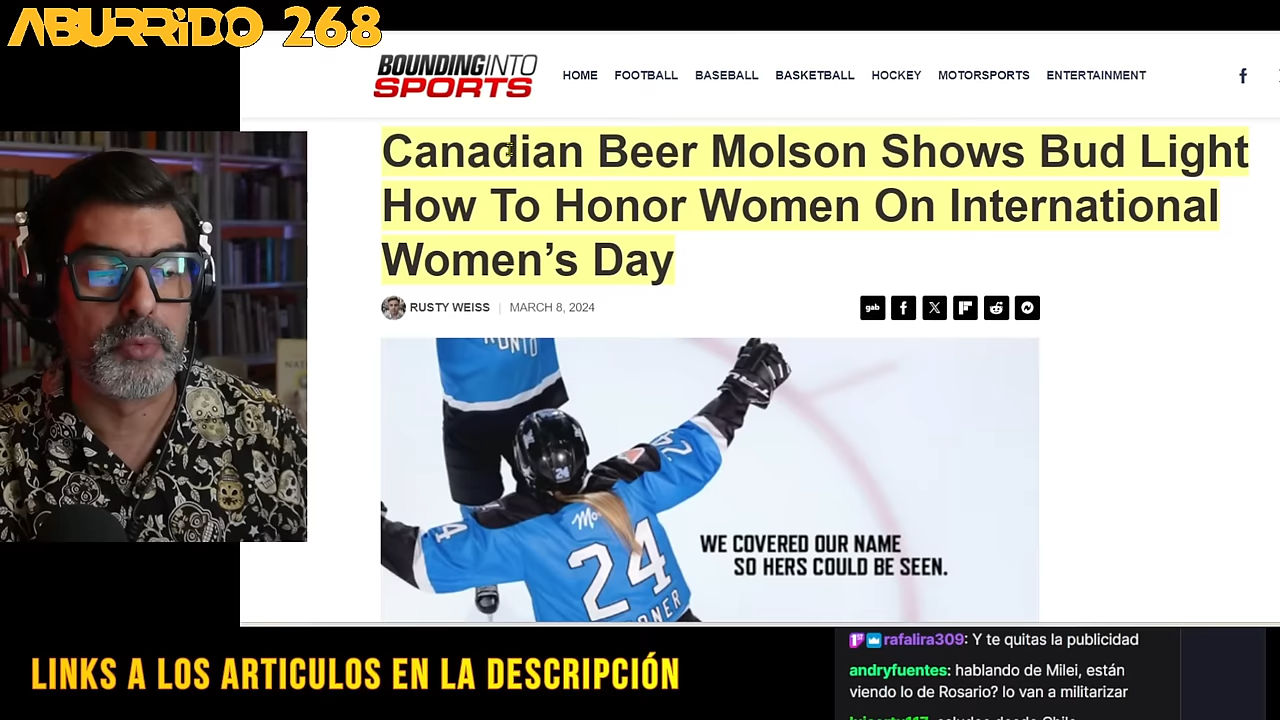 ABURRiDO 268
BOUNDING INTO
SPORTS
HOME FOOTBALL BASEBALL BASKETBALL HOCKEY MOTORSPORTS ENTERTAINMENT
Canadian Beer Molson Shows Bud Light
How To Honor Women On International
Women’s Day
RUSTY WEISS | MARCH 8, 2024
gab
24
24
24
WE COVERED OUR NAME
SO HERS COULD BE SEEN.
LINKS A LOS ARTICULOS EN LA DESCRIPCIÓN
rafalira309: Y te quitas la publicidad
andryfuentes: hablando de Milei, están
viendo lo de Rosario? lo van a militarizar